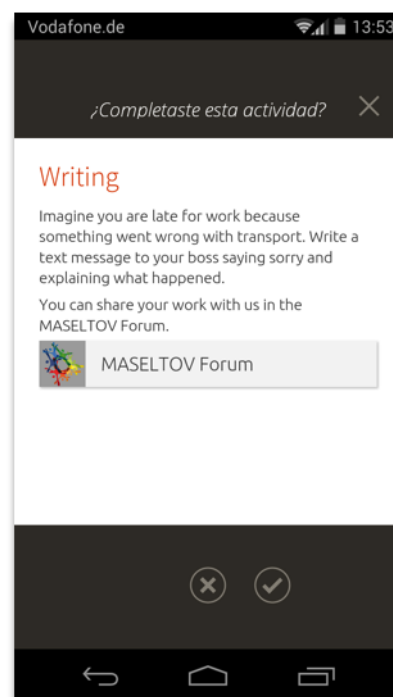 Vodafone.de 13:53
¿Completaste esta actividad?
Writing
Imagine you are late for work because
something went wrong with transport. Write a
text message to your boss saying sorry and
explaining what happened.
You can share your work with us in the
MASELTOV Forum.
MASELTOV Forum